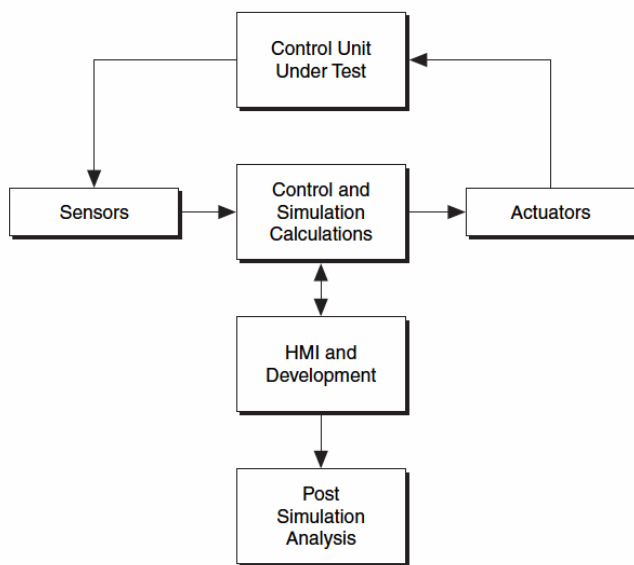 Control Unit
Under Test
Sensors
Control and
Simulation
Calculations
Actuators
HMI and
Development
Post
Simulation
Analysis